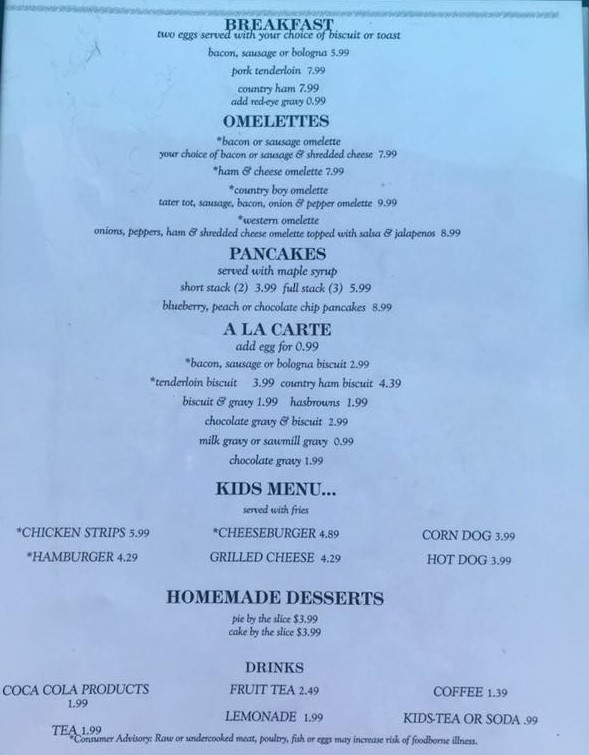 BREAKFAST
two eggs served with your choice of biscuit or toast
bacon, sausage or bologna 5.99
pork tenderloin 7.99
country ham 7.99
add red-eye gravy 0.99
OMELETTES
*bacon or sausage omelette
your choice of bacon or sausage & shredded cheese 7.99
*ham & cheese omelette 7.99
*country boy omelette
tater tot, sausage, bacon, onion & pepper omelette 9.99
*western omelette
onions, peppers, ham & shredded cheese omelette topped with salsa & jalapenos 8.99
PANCAKES
served with maple syrup
short stack (2) 3.99 full stack (3) 5.99
blueberry, peach or chocolate chip pancakes 8.99
A LA CARTE
add egg for 0.99
*bacon, sausage or bologna biscuit 2.99
*tenderloin biscuit 3.99 country ham biscuit 4.39
biscuit & gravy 1.99 hasbrowns 1.99
chocolate gravy & biscuit 2.99
milk gravy or sawmill gravy 0.99
chocolate gravy 1.99
KIDS MENU...
served with fries
*CHICKEN STRIPS 5.99 *CHEESEBURGER 4.89 CORN DOG 3.99
*HAMBURGER 4.29 GRILLED CHEESE 4.29 HOT DOG 3.99
HOMEMADE DESSERTS
pie by the slice $3.99
cake by the slice $3.99
DRINKS
COCA COLA PRODUCTS 
1.99
FRUIT TEA 2.49 COFFEE 1.39
LEMONADE 1.99 KIDS-TEA OR SODA .99
TEA 1.99
*Consumer Advisory: Raw or undercooked meat, poultry, fish or eggs may increase risk of foodborne illness.